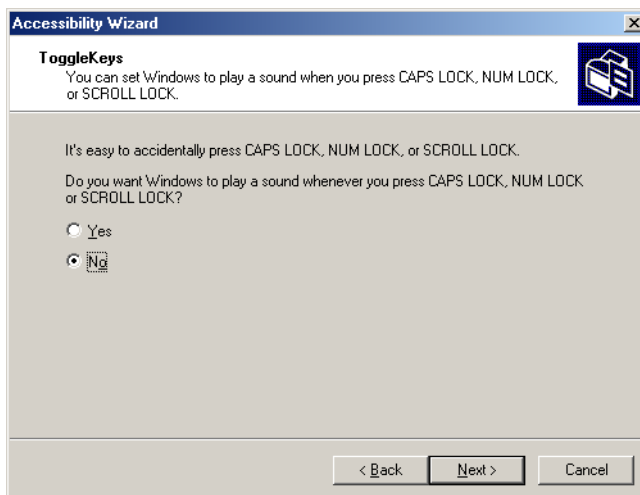 Accessibility Wizard
ToggleKeys
You can set Windows to play a sound when you press CAPS LOCK, NUM LOCK,
or SCROLL LOCK.
It's easy to accidentally press CAPS LOCK, NUM LOCK, or SCROLL LOCK.
Do you want Windows to play a sound whenever you press CAPS LOCK, NUM LOCK
or SCROLL LOCK?
Yes
No
< Back Next > Cancel